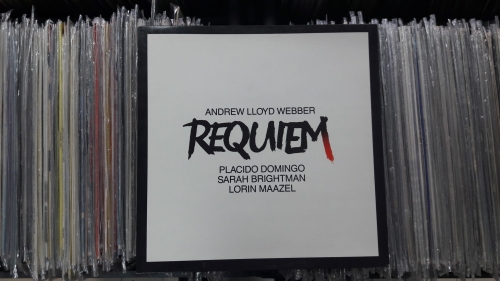 ANDREW LLOYD WEBBER
REQUIEM
PLACIDO DOMINGO
SARAH BRIGHTMAN
LORIN MAAZEL